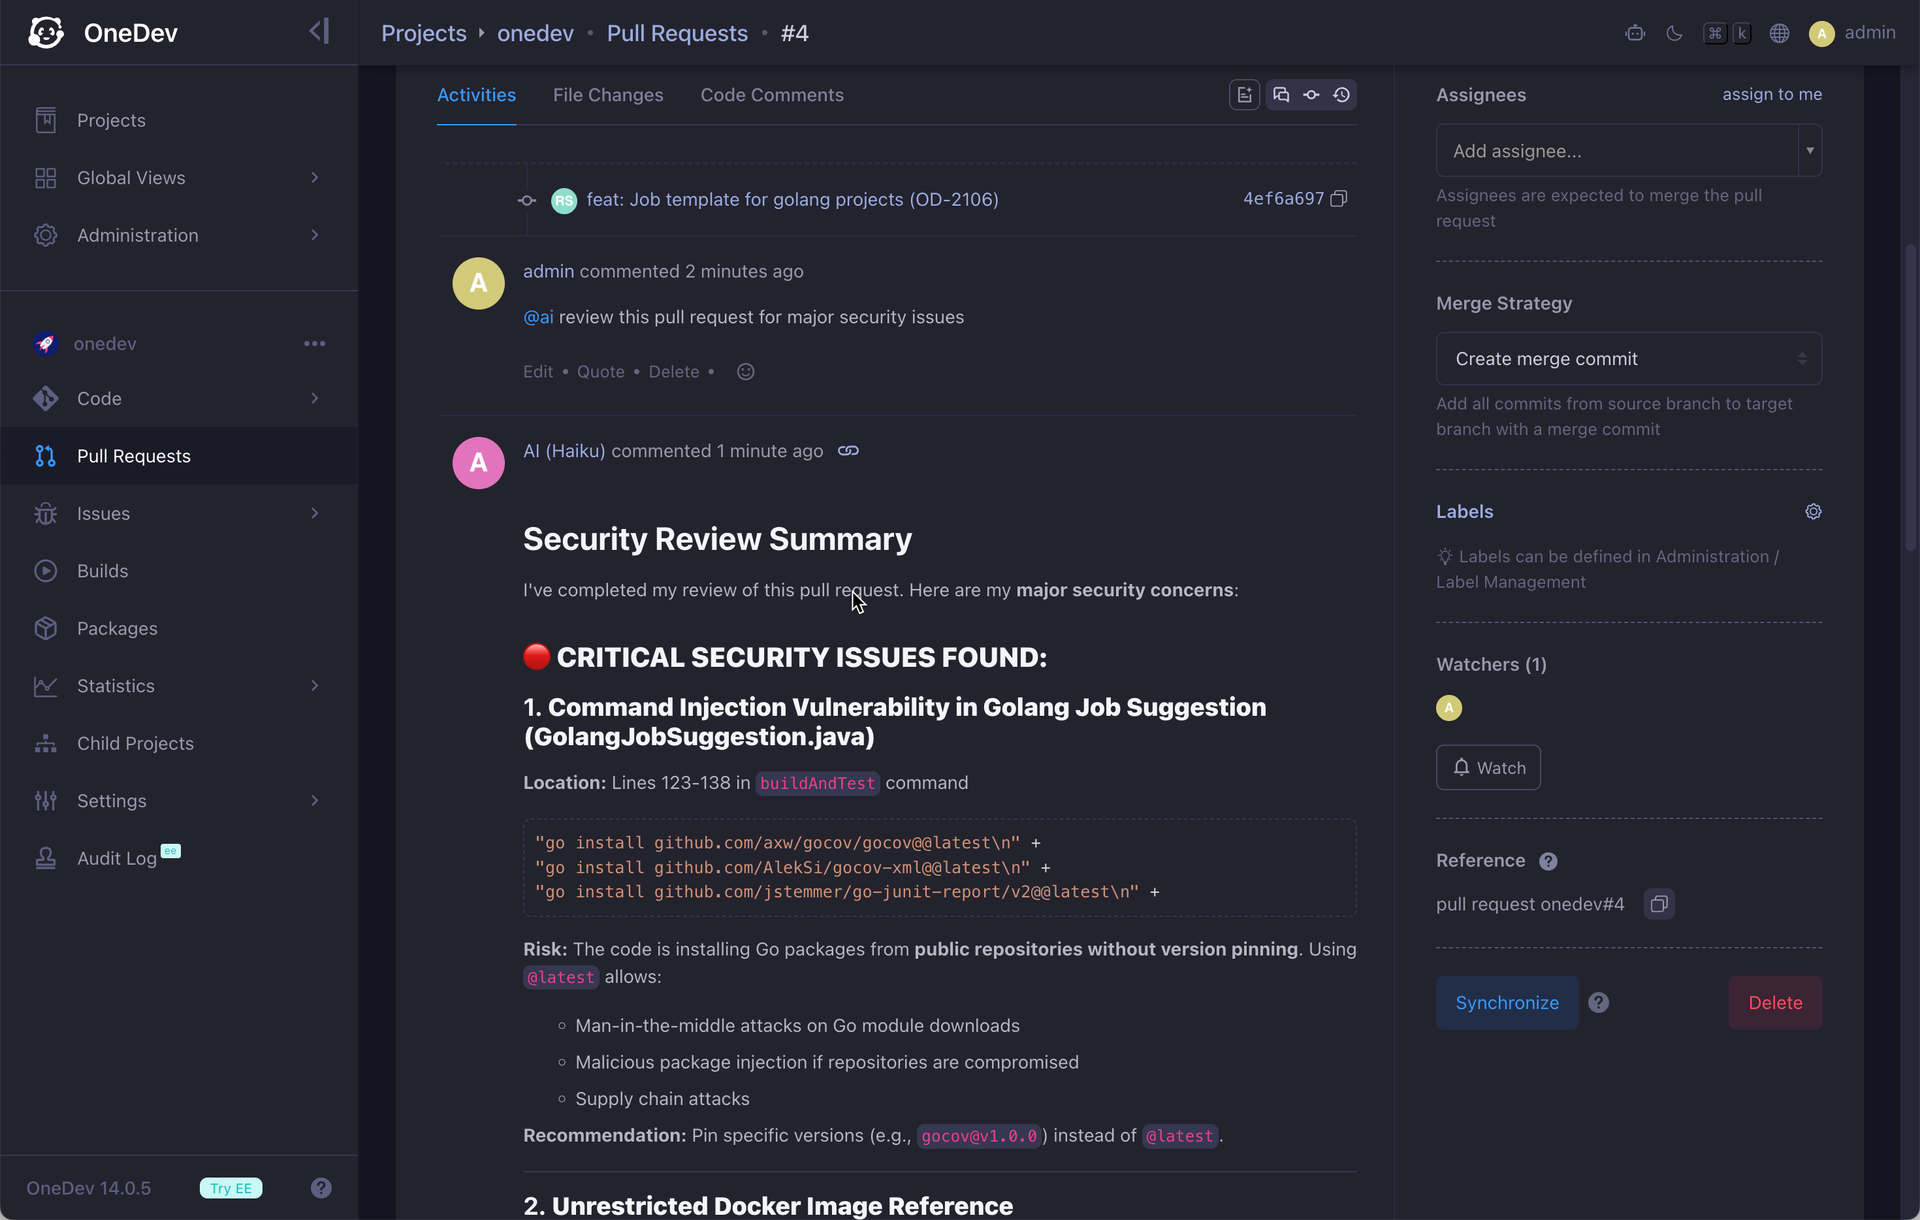 OneDev
Projects
Global Views
Administration
onedev
Code
Pull Requests
Issues
Builds
Packages
Statistics
Child Projects
Settings
Audit Log ee
OneDev 14.0.5 Try EE ?
Projects onedev • Pull Requests • #4
⌘ k A admin
Activities File Changes Code Comments
RS feat: Job template for golang projects (OD-2106) 4ef6a697
A admin commented 2 minutes ago
@ai review this pull request for major security issues
Edit • Quote • Delete •
A AI (Haiku) commented 1 minute ago
Security Review Summary
I've completed my review of this pull request. Here are my major security concerns:
🔴 CRITICAL SECURITY ISSUES FOUND:
1. Command Injection Vulnerability in Golang Job Suggestion
(GolangJobSuggestion.java)
Location: Lines 123-138 in buildAndTest command
"go install github.com/axw/gocov/gocov@@latest\n" +
"go install github.com/AlekSi/gocov-xml@@latest\n" +
"go install github.com/jstemmer/go-junit-report/v2@@latest\n" +
Risk: The code is installing Go packages from public repositories without version pinning. Using
@latest allows:
Man-in-the-middle attacks on Go module downloads
Malicious package injection if repositories are compromised
Supply chain attacks
Recommendation: Pin specific versions (e.g., gocov@v1.0.0) instead of @latest.
2. Unrestricted Docker Image Reference
Assignees assign to me
Add assignee...
Assignees are expected to merge the pull
request
Merge Strategy
Create merge commit
Add all commits from source branch to target
branch with a merge commit
Labels
Labels can be defined in Administration /
Label Management
Watchers (1)
A
Watch
Reference ?
pull request onedev#4
Synchronize ? Delete